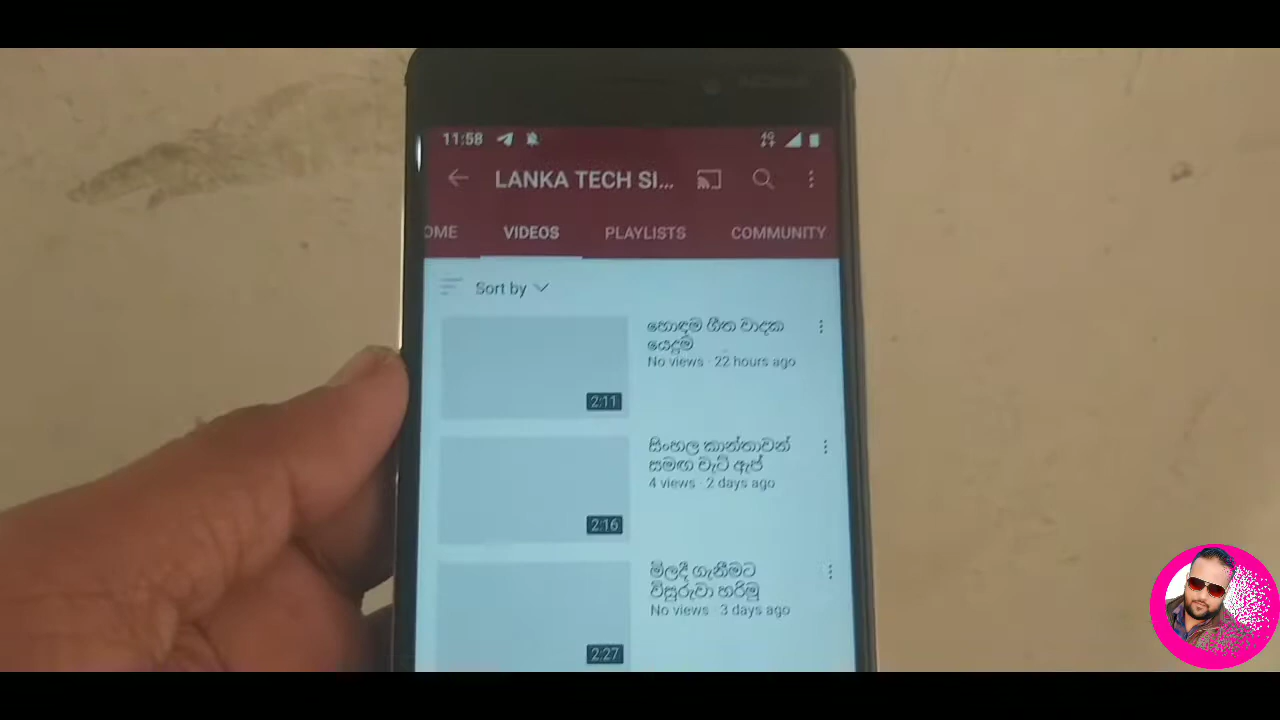 NOKIA
11:58
4G
LANKA TECH SI...
OME VIDEOS PLAYLISTS COMMUNITY
Sort by
හොඳම ගීත වාදක
යෙදුම
No views · 22 hours ago
2:11
සිංහල කාන්තාවන්
සමඟ චැට් ඇප්
4 views · 2 days ago
2:16
මිලදී ගැනීමට
විසුරුවා හරිමු
No views · 3 days ago
2:27